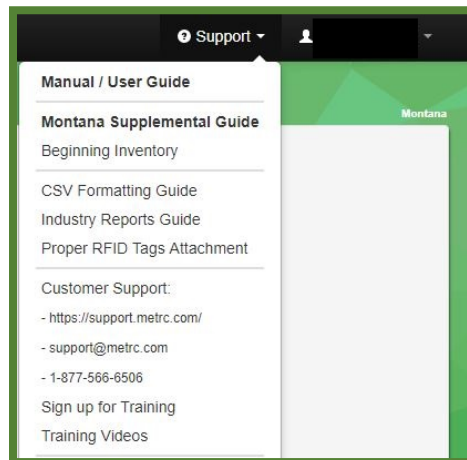 Support
Manual / User Guide
Montana Supplemental Guide
Montana
Beginning Inventory
CSV Formatting Guide
Industry Reports Guide
Proper RFID Tags Attachment
Customer Support:
- https://support.metrc.com/
- support@metrc.com
- 1-877-566-6506
Sign up for Training
Training Videos